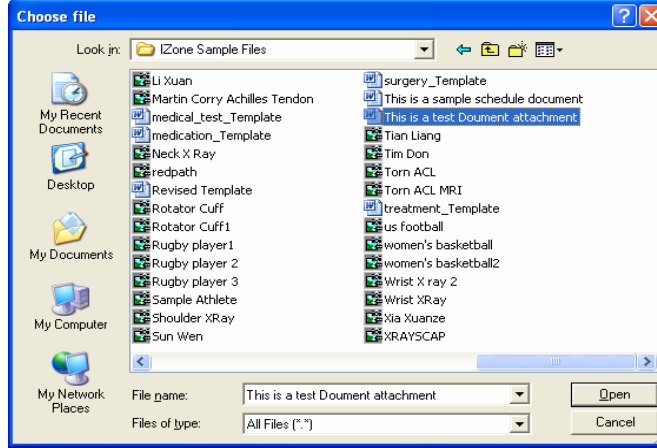 Choose file
Look in: IZone Sample Files
My Recent
Documents
Desktop
My Documents
My Computer
My Network
Places
Li Xuan
Martin Corry Achilles Tendon
medical_test_Template
medication_Template
Neck X Ray
redpath
Revised Template
Rotator Cuff
Rotator Cuff1
Rugby player1
Rugby player 2
Rugby player 3
Sample Athlete
Shoulder XRay
Sun Wen
surgery_Template
This is a sample schedule document
This is a test Doument attachment
Tian Liang
Tim Don
Torn ACL
Torn ACL MRI
treatment_Template
us football
women's basketball
women's basketball2
Wrist X ray 2
Wrist XRay
Xia Xuanze
XRAYSCAP
File name: This is a test Doument attachment Open
Files of type: All Files (*.*) Cancel